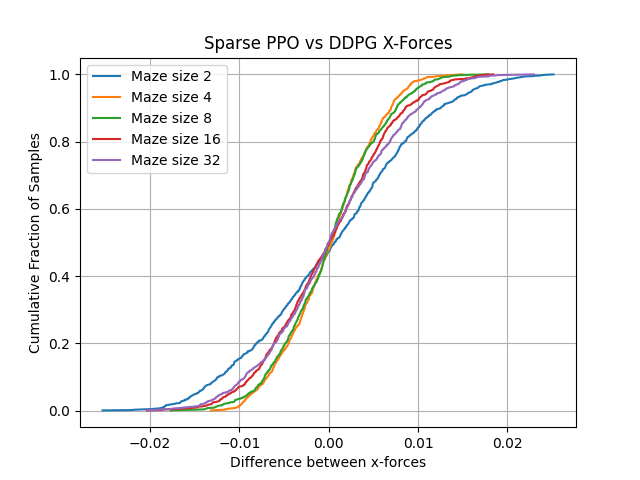 Sparse PPO vs DDPG X-Forces
Cumulative Fraction of Samples
1.0
0.8
0.6
0.4
0.2
0.0
Maze size 2
Maze size 4
Maze size 8
Maze size 16
Maze size 32
−0.02
−0.01
0.00
0.01
0.02
Difference between x-forces